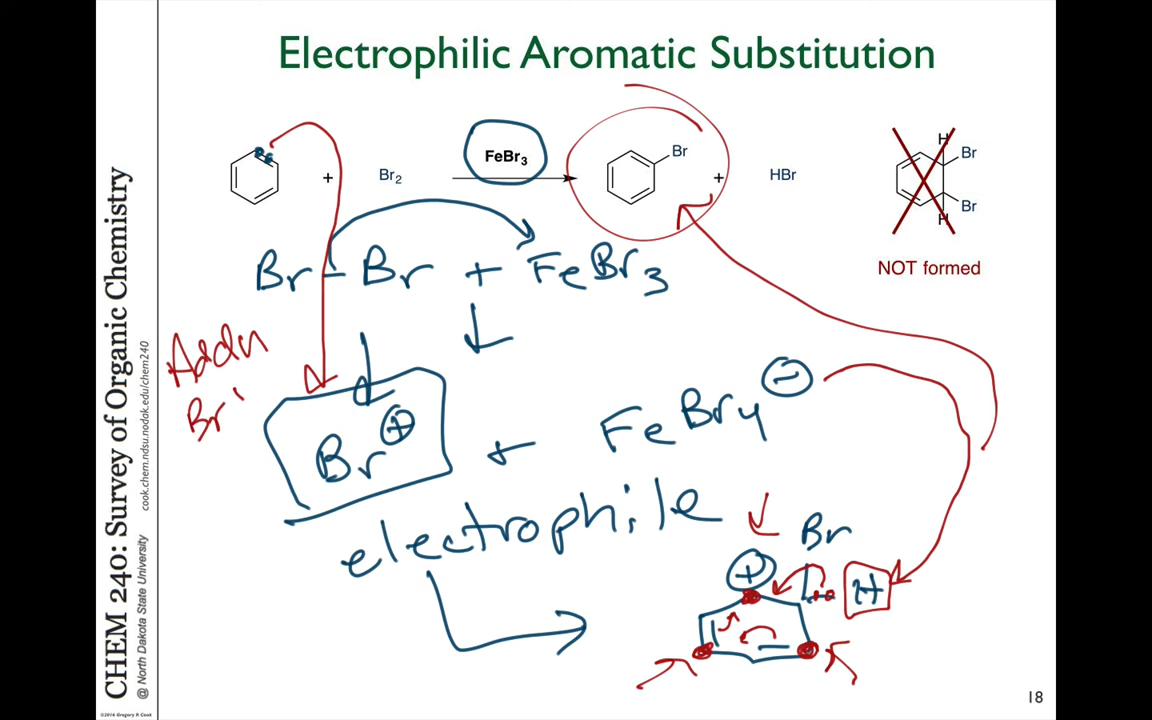 Electrophilic Aromatic Substitution
+ Br₂ FeBr₃ Br + HBr
H
Br
Br
H
NOT formed
Br - Br + FeBr₃
Addn
Br⁺ + FeBr₄⁻
electrophile
Br
+
H
18
CHEM 240: Survey of Organic Chemistry
@ North Dakota State University cook.chem.ndsu.nodak.edu/chem240
©2016 Gregory R Cook